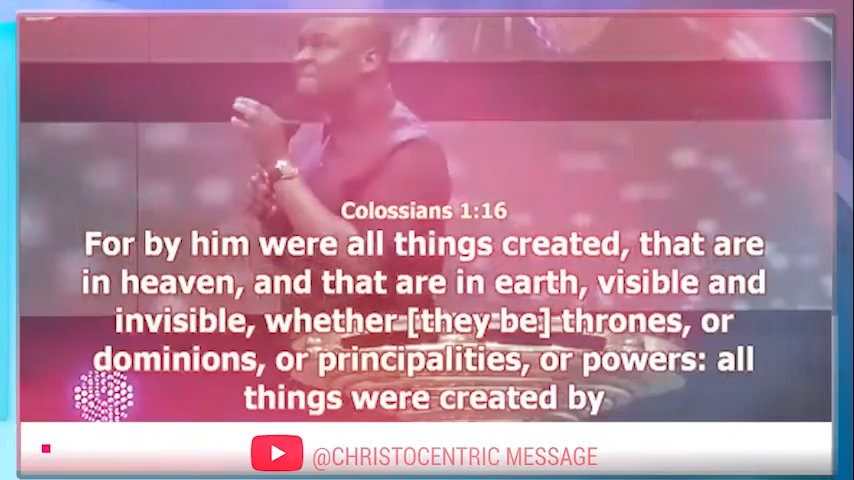 Colossians 1:16
For by him were all things created, that are
in heaven, and that are in earth, visible and
invisible, whether [they be] thrones, or
dominions, or principalities, or powers: all
things were created by
@CHRISTOCENTRIC MESSAGE